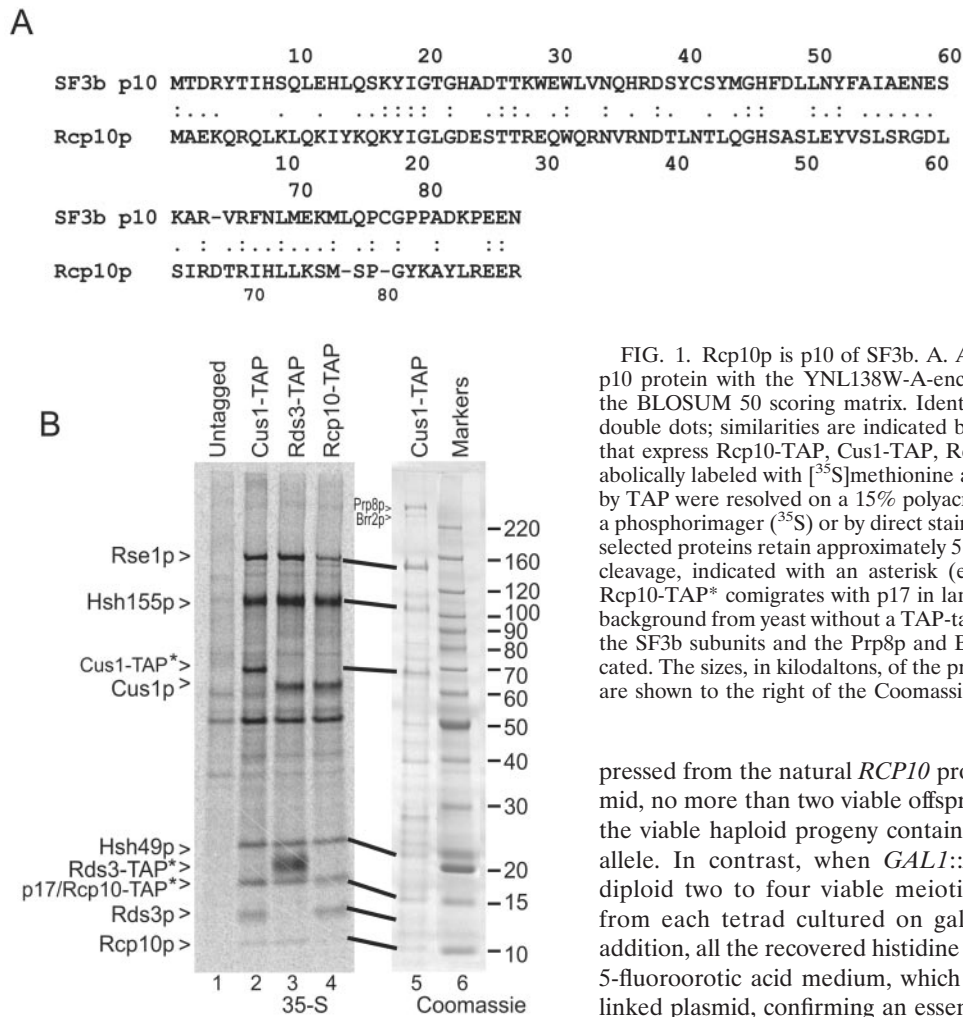 A
10 20 30 40 50 60
SF3b p10 MTDRYTIHSQLEHLQSKYIGTGHADTTKWEWLVNQHRDSYCSYMGHFDLLNYFAIAENES
:... . . .:::: . .:: .: . : .. : .:: : . :.....
Rcp10p MAEKQRQLKLQKIYKQKYIGLGDESTTREQWQRNVRNDTLNTLQGHSASLEYVSLSRGDL
10 20 30 40 50 60
70 80
SF3b p10 KAR-VRFNLMEKMLQPCGPPADKPEEN
. : .::...: .: : : ::
Rcp10p SIRDTRIHLLKSM-SP-GYKAYLREER
70 80
B
Untagged
Cus1-TAP
Rds3-TAP
Rcp10-TAP
Cus1-TAP
Markers
Prp8p>
Brr2p>
Rse1p >
Hsh155p>
Cus1-TAP*>
Cus1p>
Hsh49p>
Rds3-TAP*>
p17/Rcp10-TAP*>
Rds3p>
Rcp10p >
220
160
120
100
90
80
70
60
50
40
30
20
15
10
1 2 3 4 5 6
35-S Coomassie
FIG. 1. Rcp10p is p10 of SF3b. A. A
p10 protein with the YNL138W-A-enc
the BLOSUM 50 scoring matrix. Ident
double dots; similarities are indicated b
that express Rcp10-TAP, Cus1-TAP, Ro
abolically labeled with [35S]methionine a
by TAP were resolved on a 15% polyacr
a phosphorimager (35S) or by direct stair
selected proteins retain approximately 5
cleavage, indicated with an asterisk (e
Rcp10-TAP* comigrates with p17 in lan
background from yeast without a TAP-ta
the SF3b subunits and the Prp8p and B
cated. The sizes, in kilodaltons, of the pr
are shown to the right of the Coomassi
pressed from the natural RCP10 pro
mid, no more than two viable offspr
the viable haploid progeny contain
allele. In contrast, when GAL1::
diploid two to four viable meioti
from each tetrad cultured on gal
addition, all the recovered histidine
5-fluoroorotic acid medium, which
linked plasmid, confirming an essen